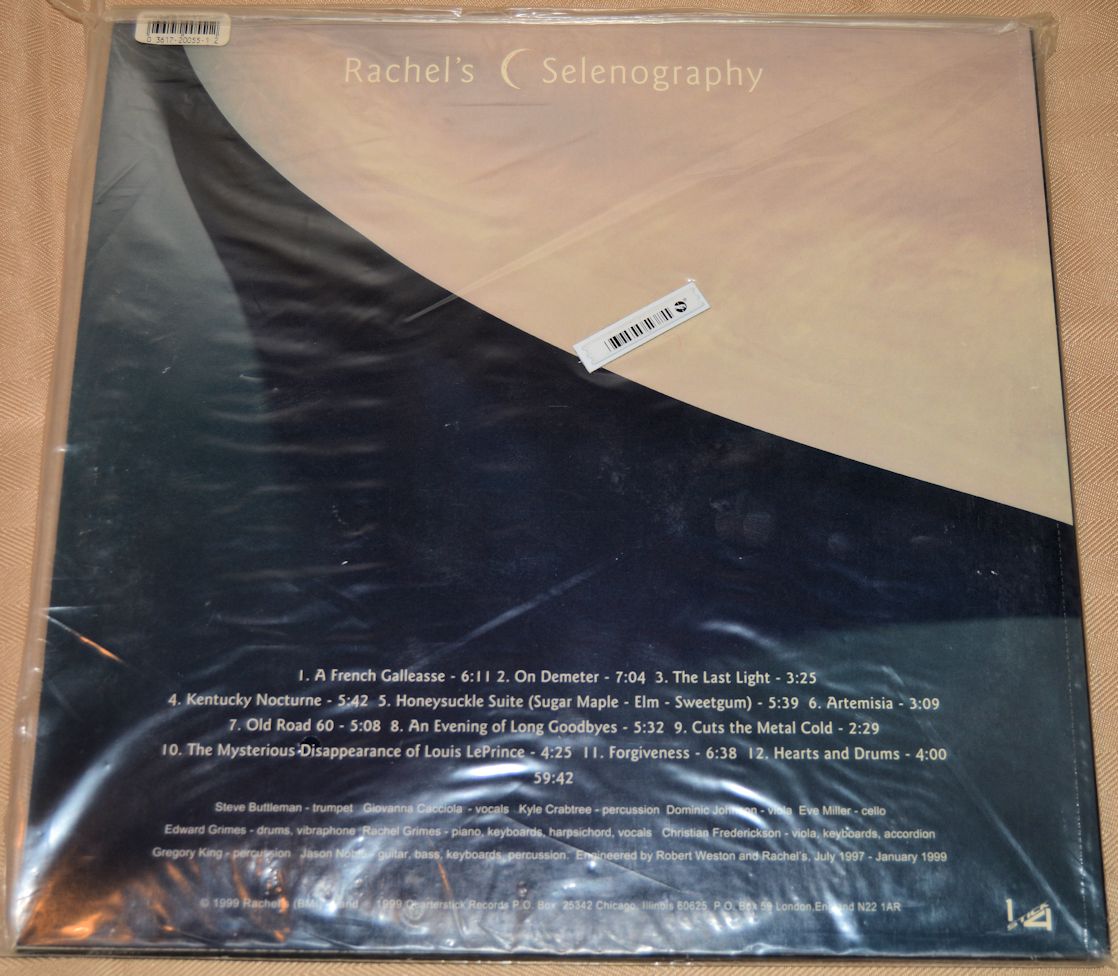 0 3617-20055-1 2
Rachel's Selenography
1. A French Galleasse - 6:11 2. On Demeter - 7:04 3. The Last Light - 3:25
4. Kentucky Nocturne - 5:42 5. Honeysuckle Suite (Sugar Maple - Elm - Sweetgum) - 5:39 6. Artemisia - 3:09
7. Old Road 60 - 5:08 8. An Evening of Long Goodbyes - 5:32 9. Cuts the Metal Cold - 2:29
10. The Mysterious Disappearance of Louis LePrince - 4:25 11. Forgiveness - 6:38 12. Hearts and Drums - 4:00
59:42
Steve Buttleman - trumpet Giovanna Cacciola - vocals Kyle Crabtree - percussion Dominic Johnson - viola Eve Miller - cello
Edward Grimes - drums, vibraphone Rachel Grimes - piano, keyboards, harpsichord, vocals Christian Frederickson - viola, keyboards, accordion
Gregory King - percussion Jason Noble - guitar, bass, keyboards, percussion. Engineered by Robert Weston and Rachel's, July 1997 - January 1999
© 1999 Rachel's (BMI) and 1999 Quarterstick Records P.O. Box 25342 Chicago, Illinois 60625 P.O. Box 59 London, England N22 1AR